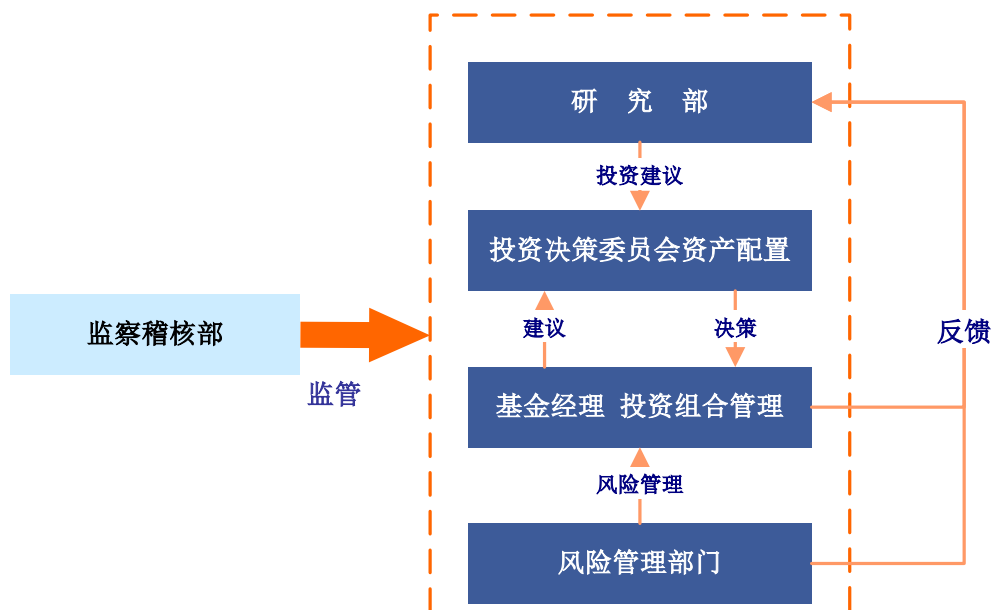 研 究 部
投资建议
投资决策委员会资产配置
建议
决策
反馈
监察稽核部
监管
基金经理 投资组合管理
风险管理
风险管理部门